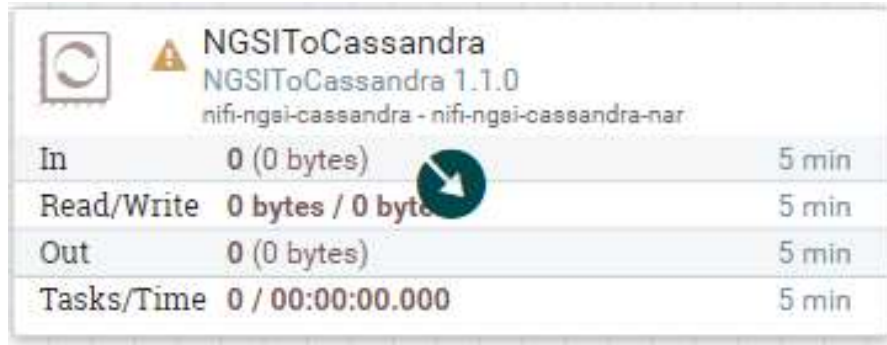 NGSIToCassandra
NGSIToCassandra 1.1.0
nifi-ngsi-cassandra - nifi-ngsi-cassandra-nar
In 0 (0 bytes) 5 min
Read/Write 0 bytes / 0 5 min
Out 0 (0 bytes) 5 min
Tasks/Time 0 / 00:00:00.000 5 min